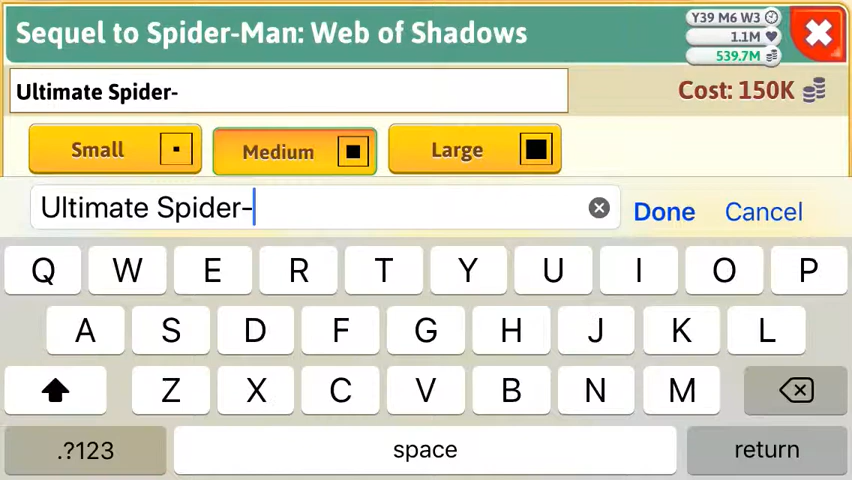 Sequel to Spider-Man: Web of Shadows
Y39 M6 W3
1.1M
539.7M
Ultimate Spider-
Cost: 150K
Small
Medium
Large
Ultimate Spider-
Done
Cancel
Q W E R T Y U I O P
A S D F G H J K L
Z X C V B N M
.?123
space
return